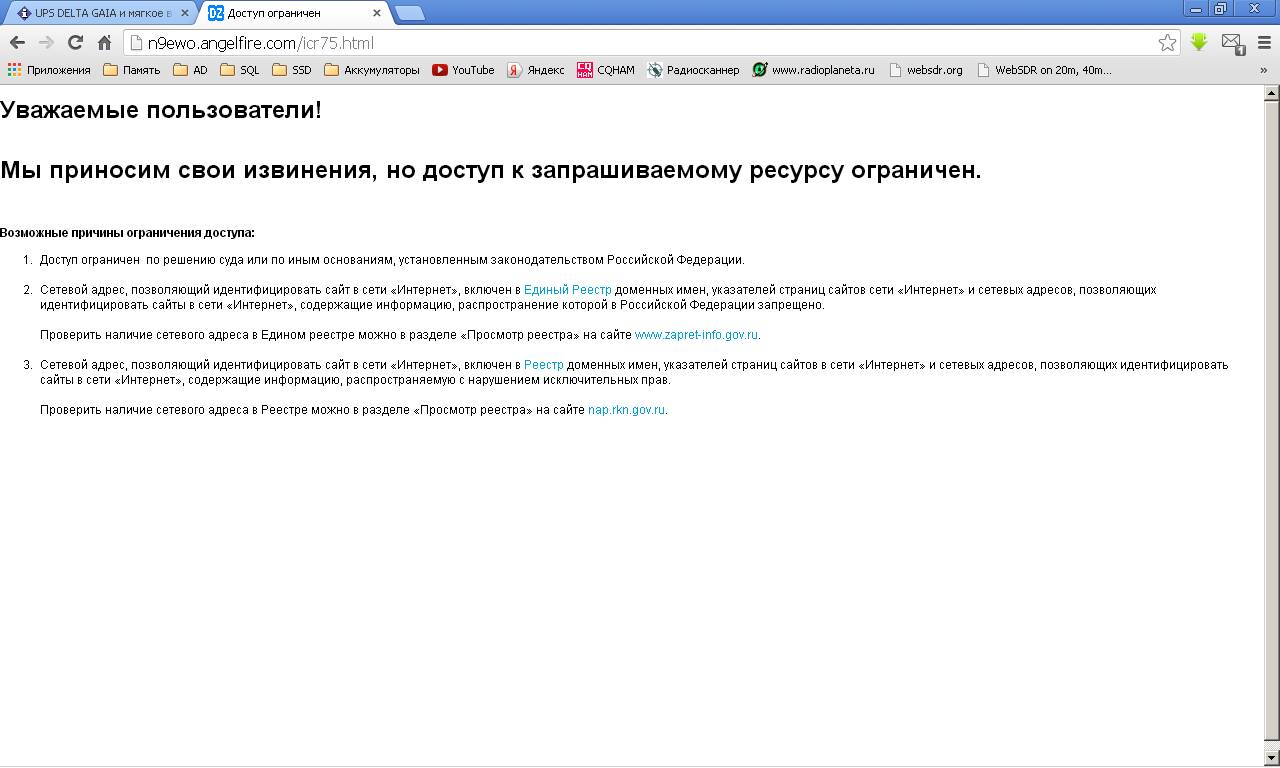 UPS DELTA GAIA и мягкое в
DZ Доступ ограничен
n9ewo.angelfire.com/icr75.html
1
Приложения Память AD SQL SSD Аккумуляторы YouTube Я Яндекс CQ HAM CQHAM Радиосканнер www.radioplaneta.ru websdr.org WebSDR on 20m, 40m... »
Уважаемые пользователи!
Мы приносим свои извинения, но доступ к запрашиваемому ресурсу ограничен.
Возможные причины ограничения доступа:
1. Доступ ограничен по решению суда или по иным основаниям, установленным законодательством Российской Федерации.
2. Сетевой адрес, позволяющий идентифицировать сайт в сети «Интернет», включен в Единый Реестр доменных имен, указателей страниц сайтов сети «Интернет» и сетевых адресов, позволяющих
идентифицировать сайты в сети «Интернет», содержащие информацию, распространение которой в Российской Федерации запрещено.
Проверить наличие сетевого адреса в Едином реестре можно в разделе «Просмотр реестра» на сайте www.zapret-info.gov.ru.
3. Сетевой адрес, позволяющий идентифицировать сайт в сети «Интернет», включен в Реестр доменных имен, указателей страниц сайтов в сети «Интернет» и сетевых адресов, позволяющих идентифицировать
сайты в сети «Интернет», содержащие информацию, распространяемую с нарушением исключительных прав.
Проверить наличие сетевого адреса в Реестре можно в разделе «Просмотр реестра» на сайте nap.rkn.gov.ru.